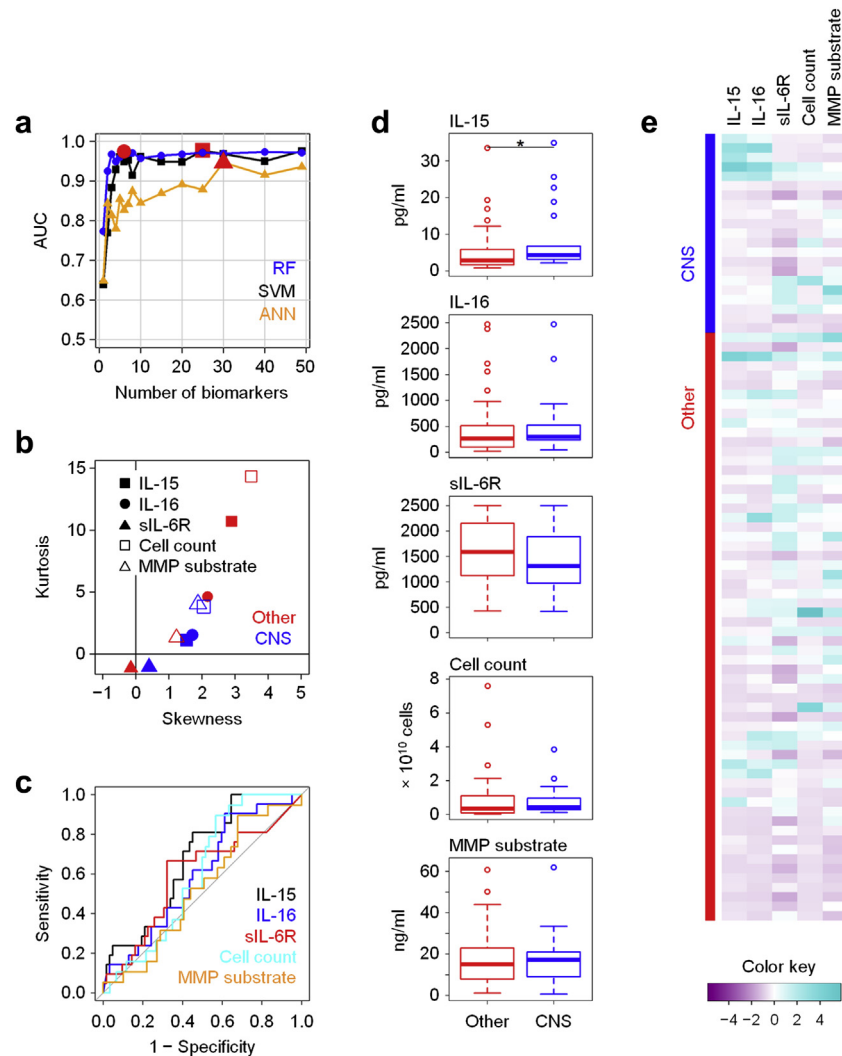 a
1.0
0.9
0.8
0.7
0.6
0.5
AUC
RF
SVM
ANN
0 10 20 30 40 50
Number of biomarkers
b
15
10
5
0
Kurtosis
IL-15
IL-16
sIL-6R
Cell count
MMP substrate
Other
CNS
−1 0 1 2 3 4 5
Skewness
c
1.0
0.8
0.6
0.4
0.2
0.0
Sensitivity
IL-15
IL-16
sIL-6R
Cell count
MMP substrate
0.0 0.2 0.4 0.6 0.8 1.0
1 − Specificity
d
IL-15
*
30
20
10
0
pg/ml
IL-16
2500
2000
1500
1000
500
0
pg/ml
sIL-6R
2500
2000
1500
1000
500
0
pg/ml
Cell count
8
6
4
2
0
× 10¹⁰ cells
MMP substrate
60
40
20
0
ng/ml
Other CNS
e
IL-15
IL-16
sIL-6R
Cell count
MMP substrate
CNS
Other
Color key
−4 −2 0 2 4